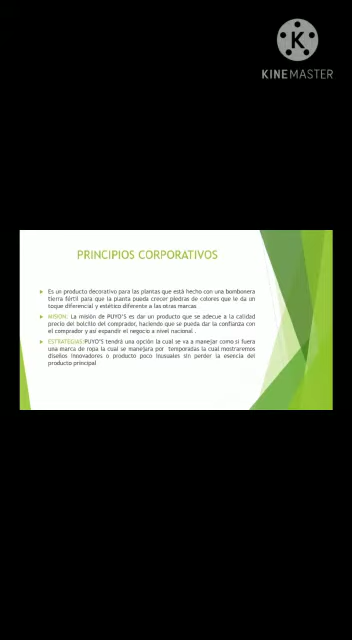 KINEMASTER
PRINCIPIOS CORPORATIVOS
Es un producto decorativo para las plantas que está hecho con una bombonera
tierra fértil para que la planta pueda crecer piedras de colores que le da un
toque diferencial y estético diferente a las otras marcas
MISION: La misión de PUYO'S es dar un producto que se adecue a la calidad
precio del bolsillo del comprador, haciendo que se pueda dar la confianza con
el comprador y así expandir el negocio a nivel nacional .
ESTRATEGIAS:PUYO'S tendrá una opción la cual se va a manejar como si fuera
una marca de ropa la cual se manejara por temporadas la cual mostraremos
diseños innovadores o producto poco inusuales sin perder la esencia del
producto principal